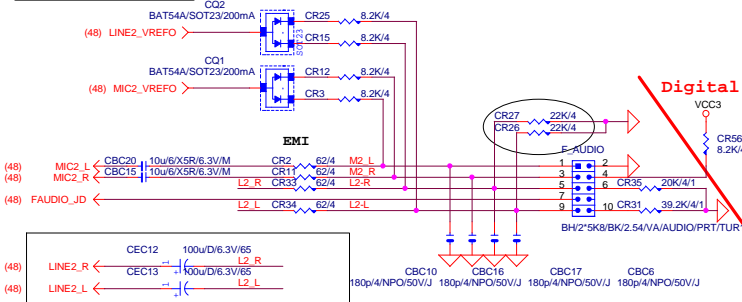 CQ2
BAT54A/SOT23/200mA
CR25 8.2K/4
(48) LINE2_VREFO
SOT23
CR15 8.2K/4
CQ1
BAT54A/SOT23/200mA
CR12 8.2K/4
(48) MIC2_VREFO
CR3 8.2K/4
Digital
VCC3
CR56
8.2K/4
CR27 22K/4
CR26 22K/4
EMI
F_AUDIO
(48) MIC2_L CBC20 10u/6/X5R/6.3V/M CR2 62/4 M2_L 1 2
(48) MIC2_R CBC15 10u/6/X5R/6.3V/M CR11 62/4 M2_R 3 4
L2_R CR33 62/4 L2-R 5 6 CR35 20K/4/1
(48) FAUDIO_JD 7
L2_L CR34 62/4 L2-L 9 10 CR31 39.2K/4/1
BH/2*5K8/BK/2.54/VA/AUDIO/PRT/TUR
CEC12 100u/D/6.3V/65
(48) LINE2_R 1 + L2_R
CEC13 100u/D/6.3V/65
(48) LINE2_L 1 + L2_L
CBC10 CBC16 CBC17 CBC6
180p/4/NPO/50V/J 180p/4/NPO/50V/J 180p/4/NPO/50V/J 180p/4/NPO/50V/J